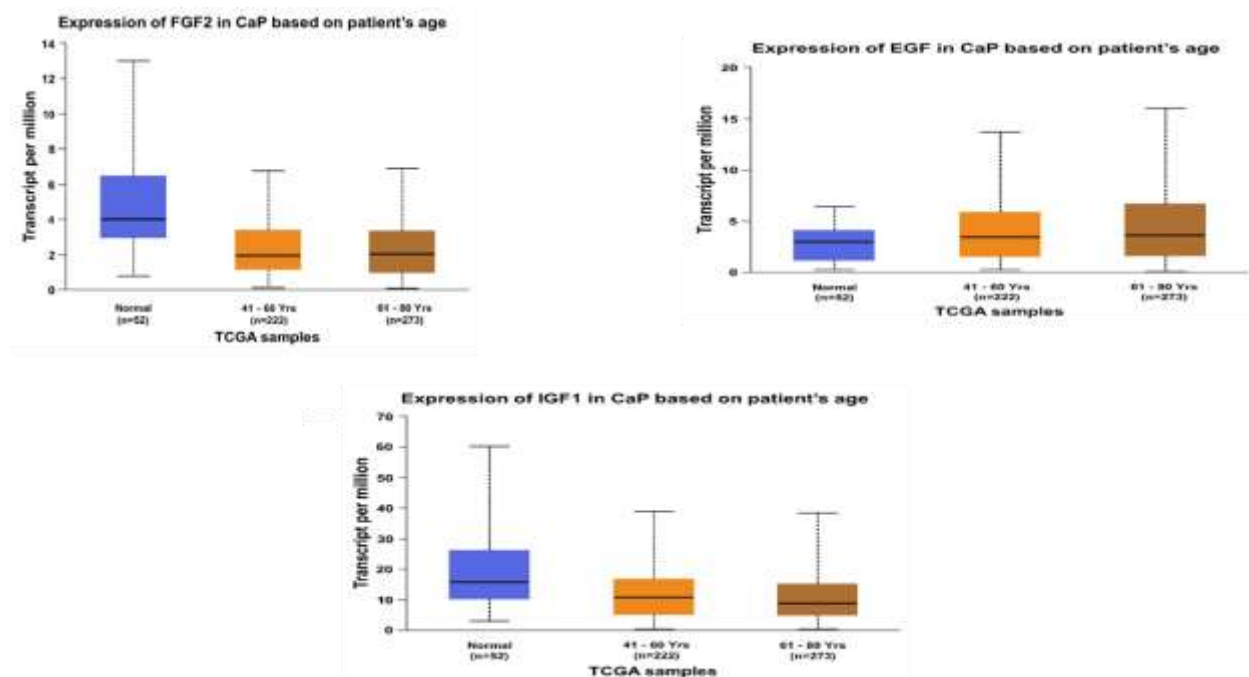 Expression of FGF2 in CaP based on patient's age
Transcript per million
14
12
10
8
6
4
2
0
Normal
(n=52)
41 - 60 Yrs
(n=222)
61 - 80 Yrs
(n=273)
TCGA samples
Expression of EGF in CaP based on patient's age
Transcript per million
20
15
10
5
0
Normal
(n=52)
41 - 60 Yrs
(n=222)
61 - 80 Yrs
(n=273)
TCGA samples
Expression of IGF1 in CaP based on patient's age
Transcript per million
70
60
50
40
30
20
10
0
Normal
(n=52)
41 - 60 Yrs
(n=222)
61 - 80 Yrs
(n=273)
TCGA samples